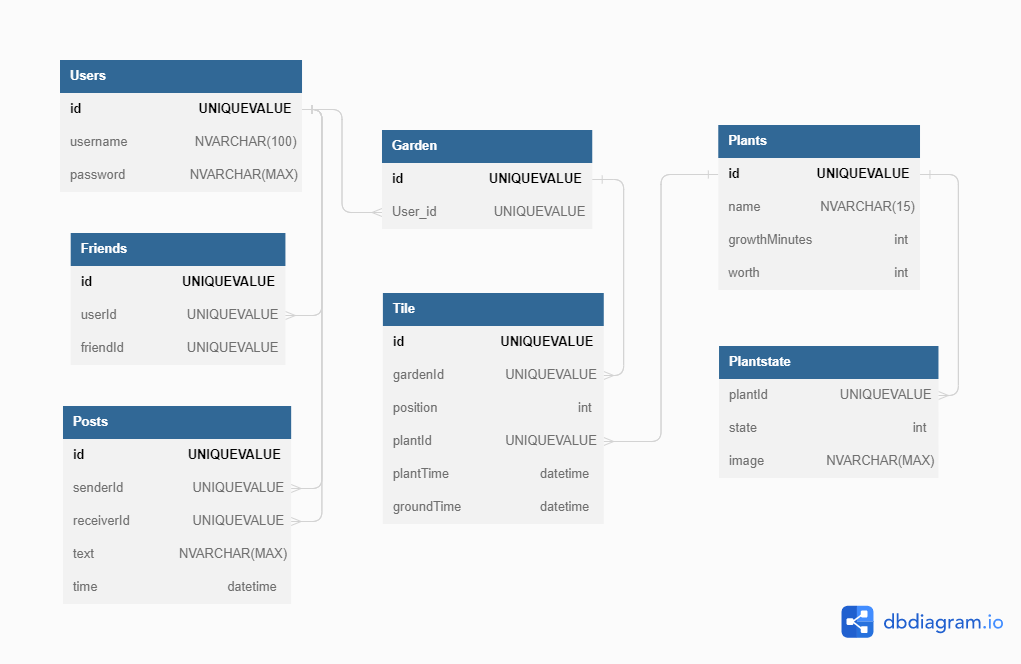 Users
id UNIQUEVALUE
username NVARCHAR(100)
password NVARCHAR(MAX)
Friends
id UNIQUEVALUE
userId UNIQUEVALUE
friendId UNIQUEVALUE
Posts
id UNIQUEVALUE
senderId UNIQUEVALUE
receiverId UNIQUEVALUE
text NVARCHAR(MAX)
time datetime
Garden
id UNIQUEVALUE
User_id UNIQUEVALUE
Tile
id UNIQUEVALUE
gardenId UNIQUEVALUE
position int
plantId UNIQUEVALUE
plantTime datetime
groundTime datetime
Plants
id UNIQUEVALUE
name NVARCHAR(15)
growthMinutes int
worth int
Plantstate
plantId UNIQUEVALUE
state int
image NVARCHAR(MAX)
dbdiagram.io